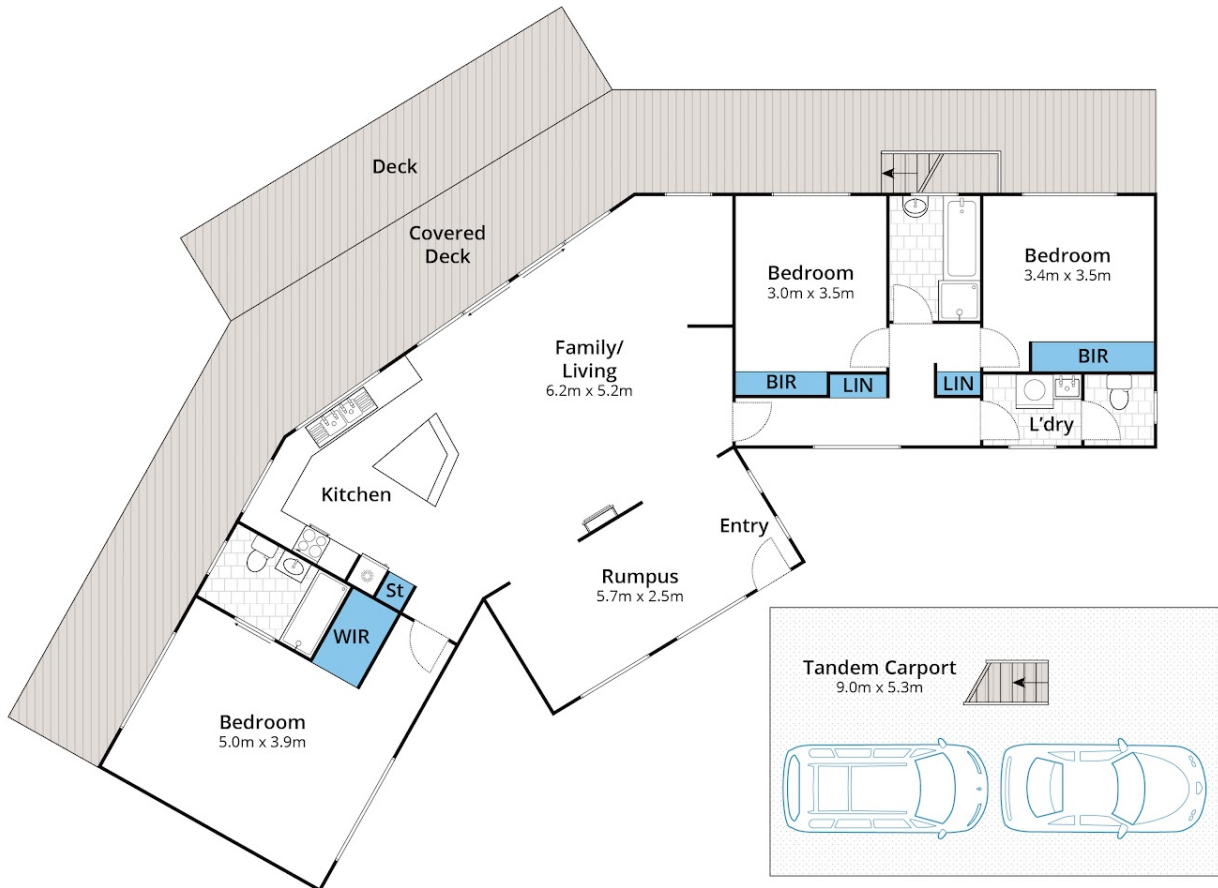 Deck
Covered
Deck
Bedroom
3.0m x 3.5m
Bedroom
3.4m x 3.5m
Family/
Living
6.2m x 5.2m
BIR
LIN
LIN
BIR
L'dry
Kitchen
Entry
Rumpus
5.7m x 2.5m
St
WIR
Bedroom
5.0m x 3.9m
Tandem Carport
9.0m x 5.3m